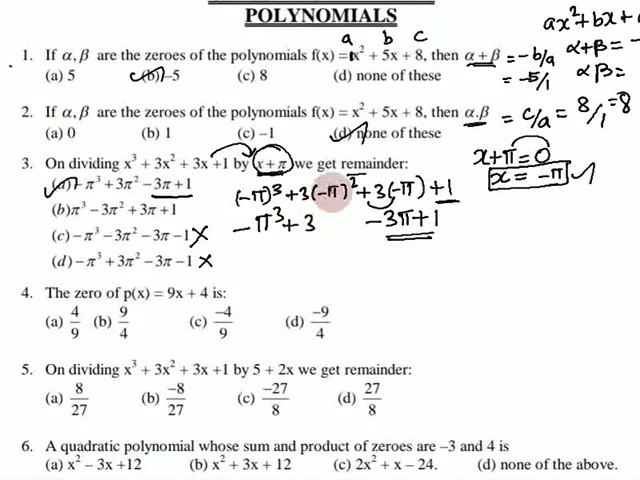 POLYNOMIALS
a b c
ax² + bx +
1. If α, β are the zeroes of the polynomials f(x) = x² + 5x + 8, then α + β = -b/a
α+β = -
(a) 5 (b) –5 (c) 8 (d) none of these
= -5/1
αβ =
2. If α, β are the zeroes of the polynomials f(x) = x² + 5x + 8, then α.β = c/a = 8/1 = 8
(a) 0 (b) 1 (c) –1 (d) none of these
3. On dividing x³ + 3x² + 3x + 1 by x + π we get remainder:
x+π = 0
x = -π
(a) – π³ + 3π² – 3π + 1
(-π)³ + 3(-π)² + 3(-π) + 1
(b) π³ – 3π² + 3π + 1
-π³ + 3 -3π+1
(c) – π³ – 3π² – 3π – 1 x
(d) – π³ + 3π² – 3π – 1 x
4. The zero of p(x) = 9x + 4 is:
(a) 4/9 (b) 9/4 (c) –4/9 (d) –9/4
5. On dividing x³ + 3x² + 3x + 1 by 5 + 2x we get remainder:
(a) 8/27 (b) –8/27 (c) –27/8 (d) 27/8
6. A quadratic polynomial whose sum and product of zeroes are –3 and 4 is
(a) x² – 3x +12 (b) x² + 3x + 12 (c) 2x² + x – 24. (d) none of the above.